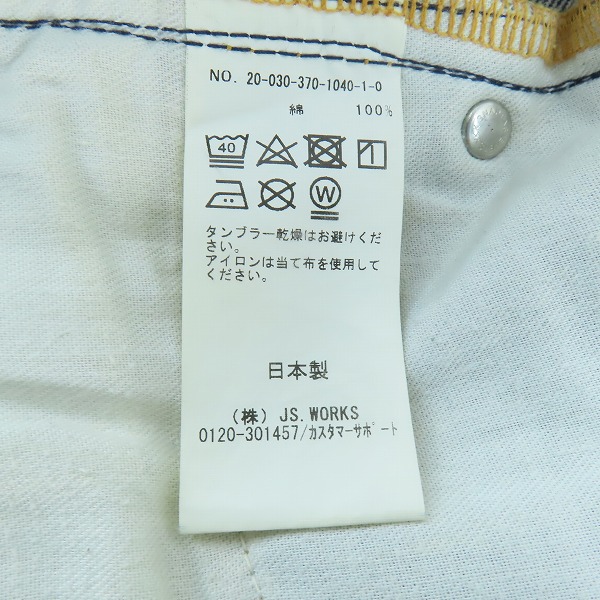 NO. 20-030-370-1040-1-0
綿 100%
40
W
タンブラー乾燥はお避けくだ
さい。
アイロンは当て布を使用して
ください。
日本製
（株）JS.WORKS
0120-301457/カスタマーサポート